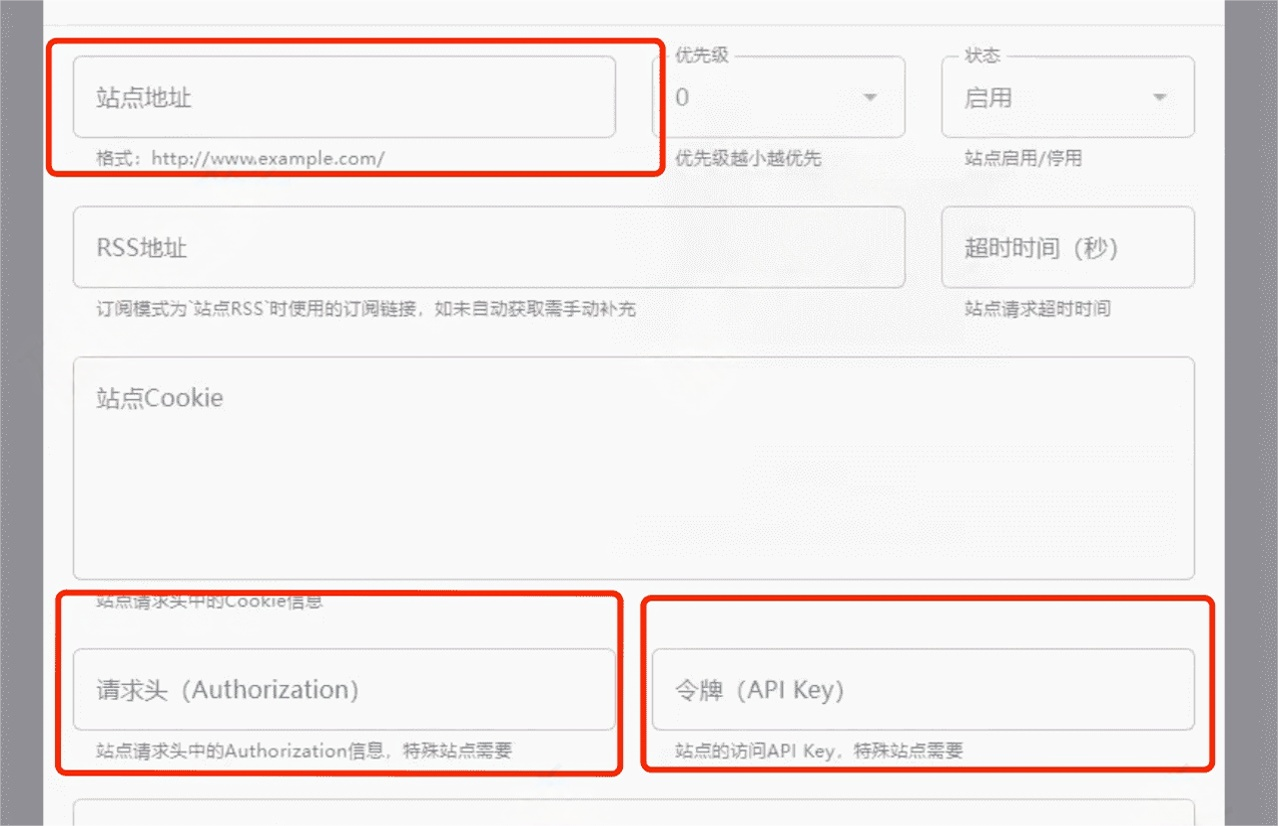 优先级
状态
站点地址
0
启用
格式：http://www.example.com/
优先级越小越优先
站点启用/停用
RSS地址
超时时间（秒）
订阅模式为`站点RSS`时使用的订阅链接，如未自动获取需手动补充
站点请求超时时间
站点Cookie
站点请求头中的Cookie信息
请求头（Authorization）
令牌（API Key）
站点请求头中的Authorization信息，特殊站点需要
站点的访问API Key，特殊站点需要